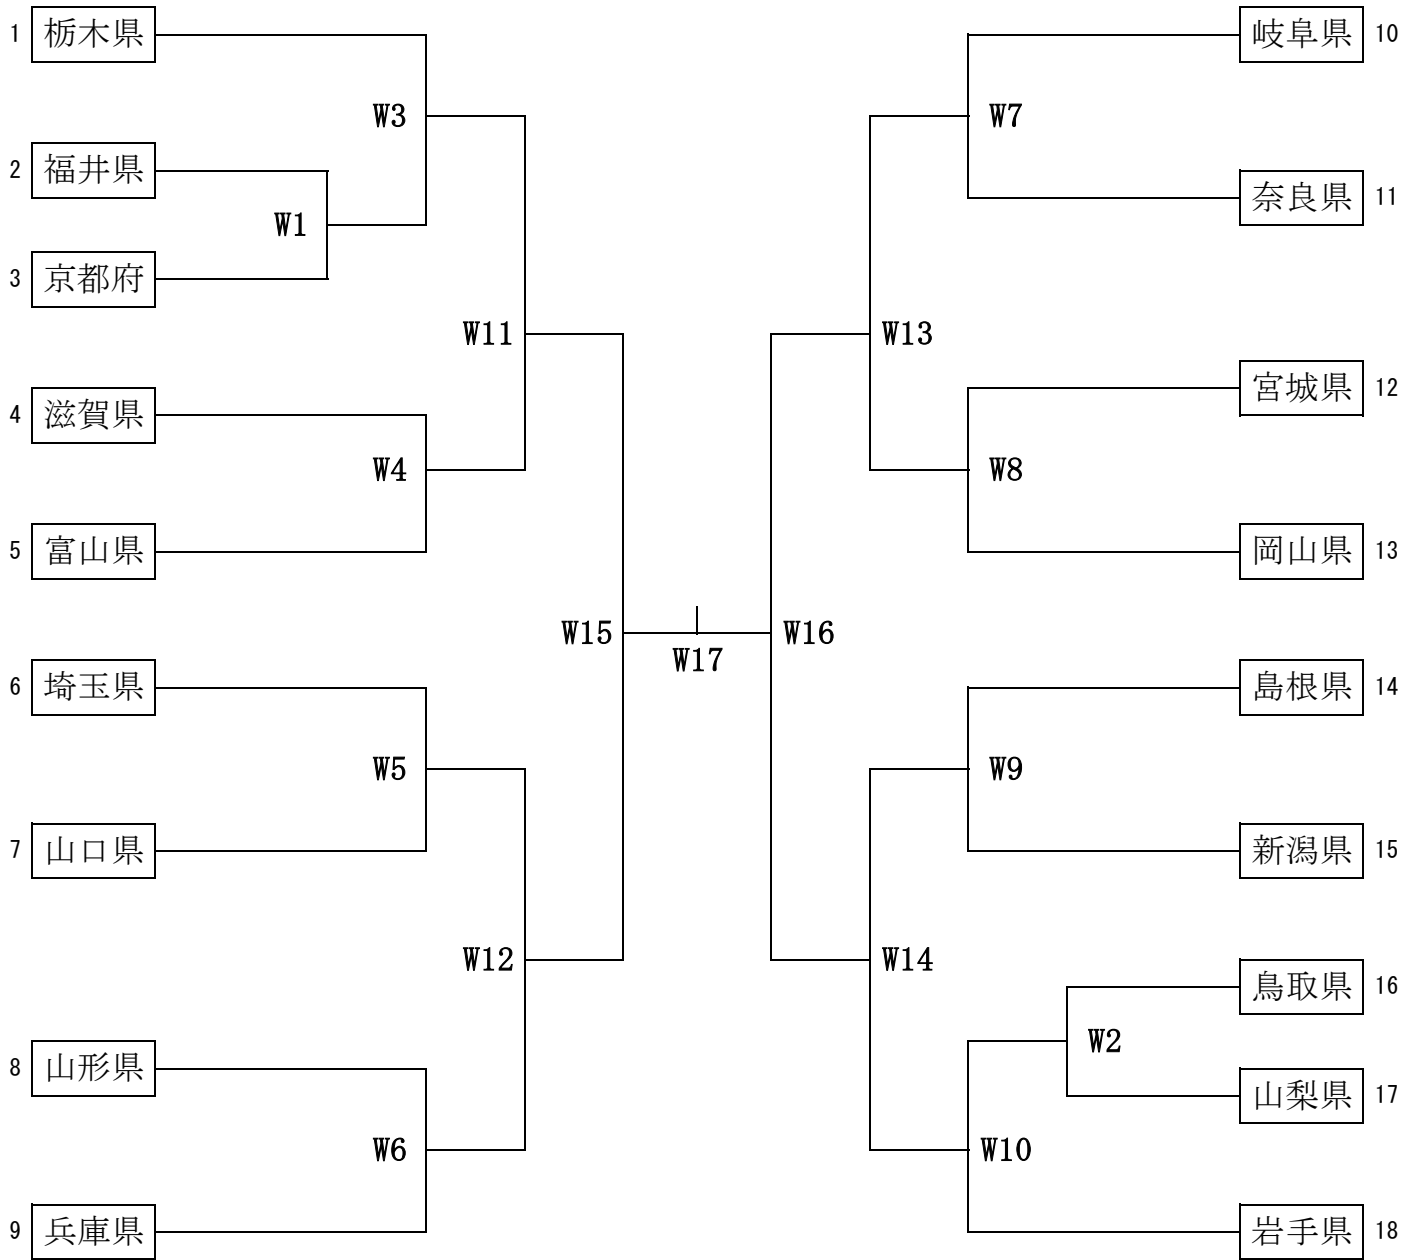 1 栃木県
W3
2 福井県
W1
3 京都府
W11
4 滋賀県
W4
5 富山県
W15
6 埼玉県
W5
7 山口県
W12
8 山形県
W6
9 兵庫県
W17
岐阜県 10
W7
奈良県 11
W13
宮城県 12
W8
岡山県 13
W16
島根県 14
W9
新潟県 15
W14
鳥取県 16
W2
山梨県 17
W10
岩手県 18